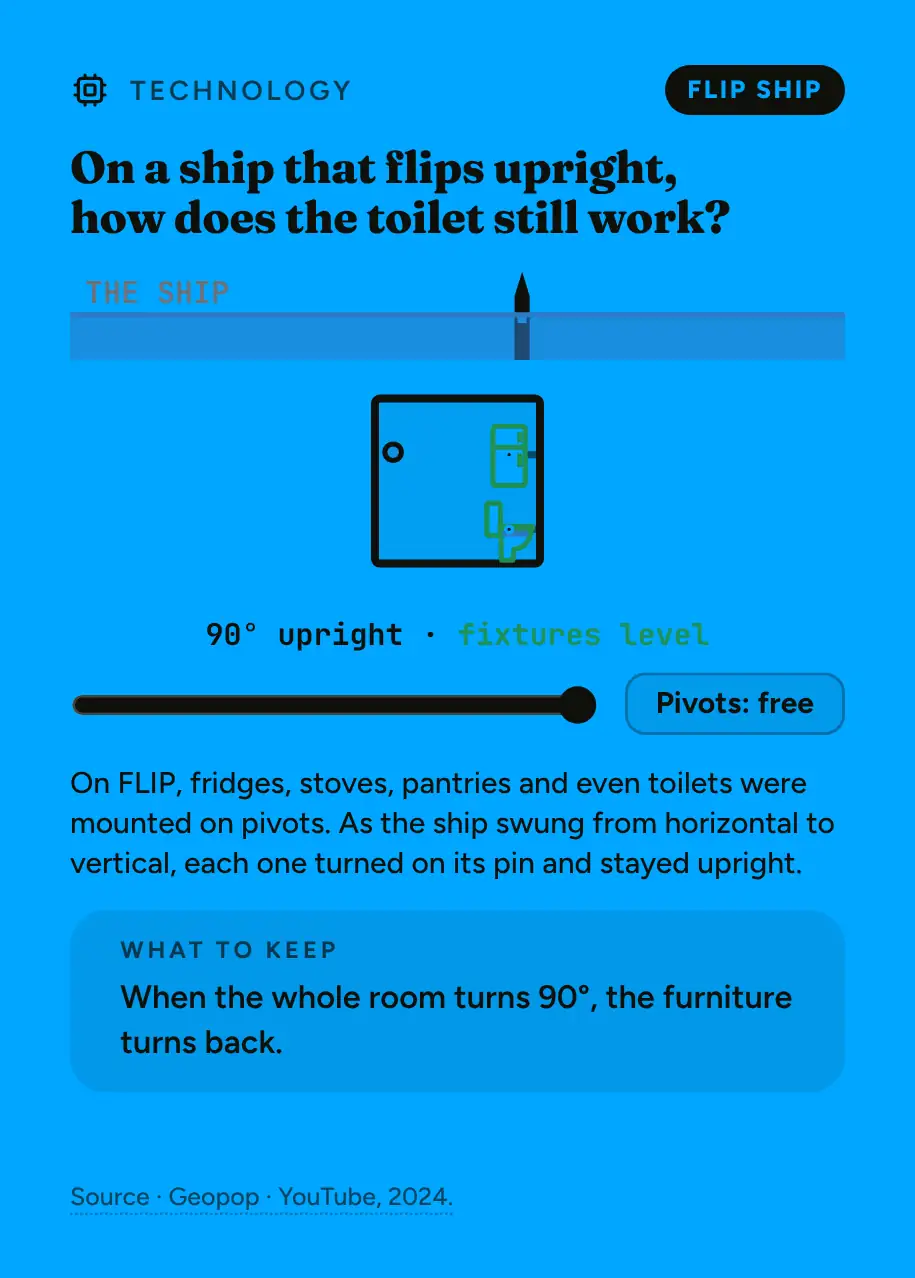 TECHNOLOGY
FLIP SHIP
On a ship that flips upright,
how does the toilet still work?
THE SHIP
90° upright · fixtures level
Pivots: free
On FLIP, fridges, stoves, pantries and even toilets were
mounted on pivots. As the ship swung from horizontal to
vertical, each one turned on its pin and stayed upright.
WHAT TO KEEP
When the whole room turns 90°, the furniture
turns back.
Source · Geopop · YouTube, 2024.